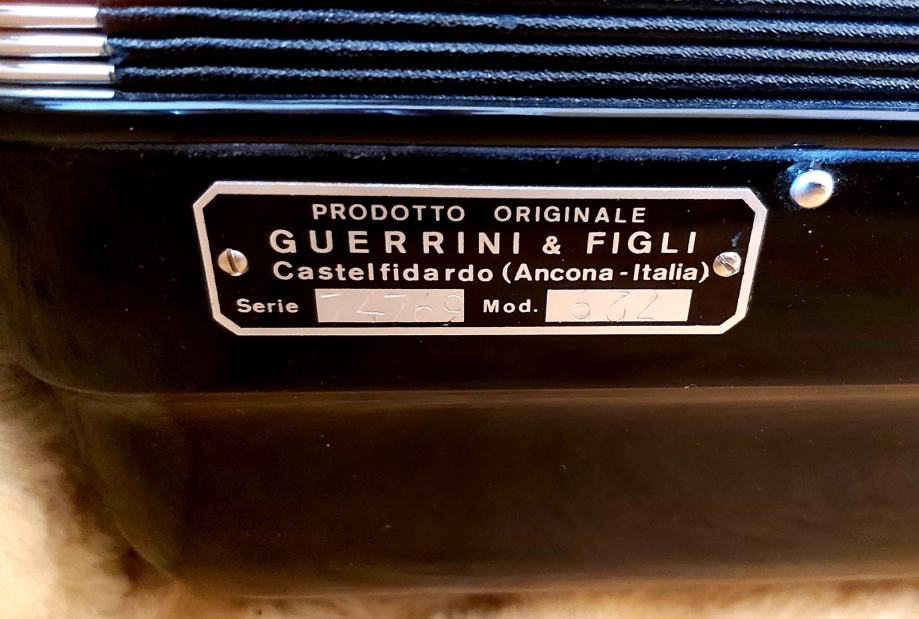 PRODOTTO ORIGINALE
GUERRINI & FIGLI
Castelfidardo (Ancona-Italia)
Serie Mod.